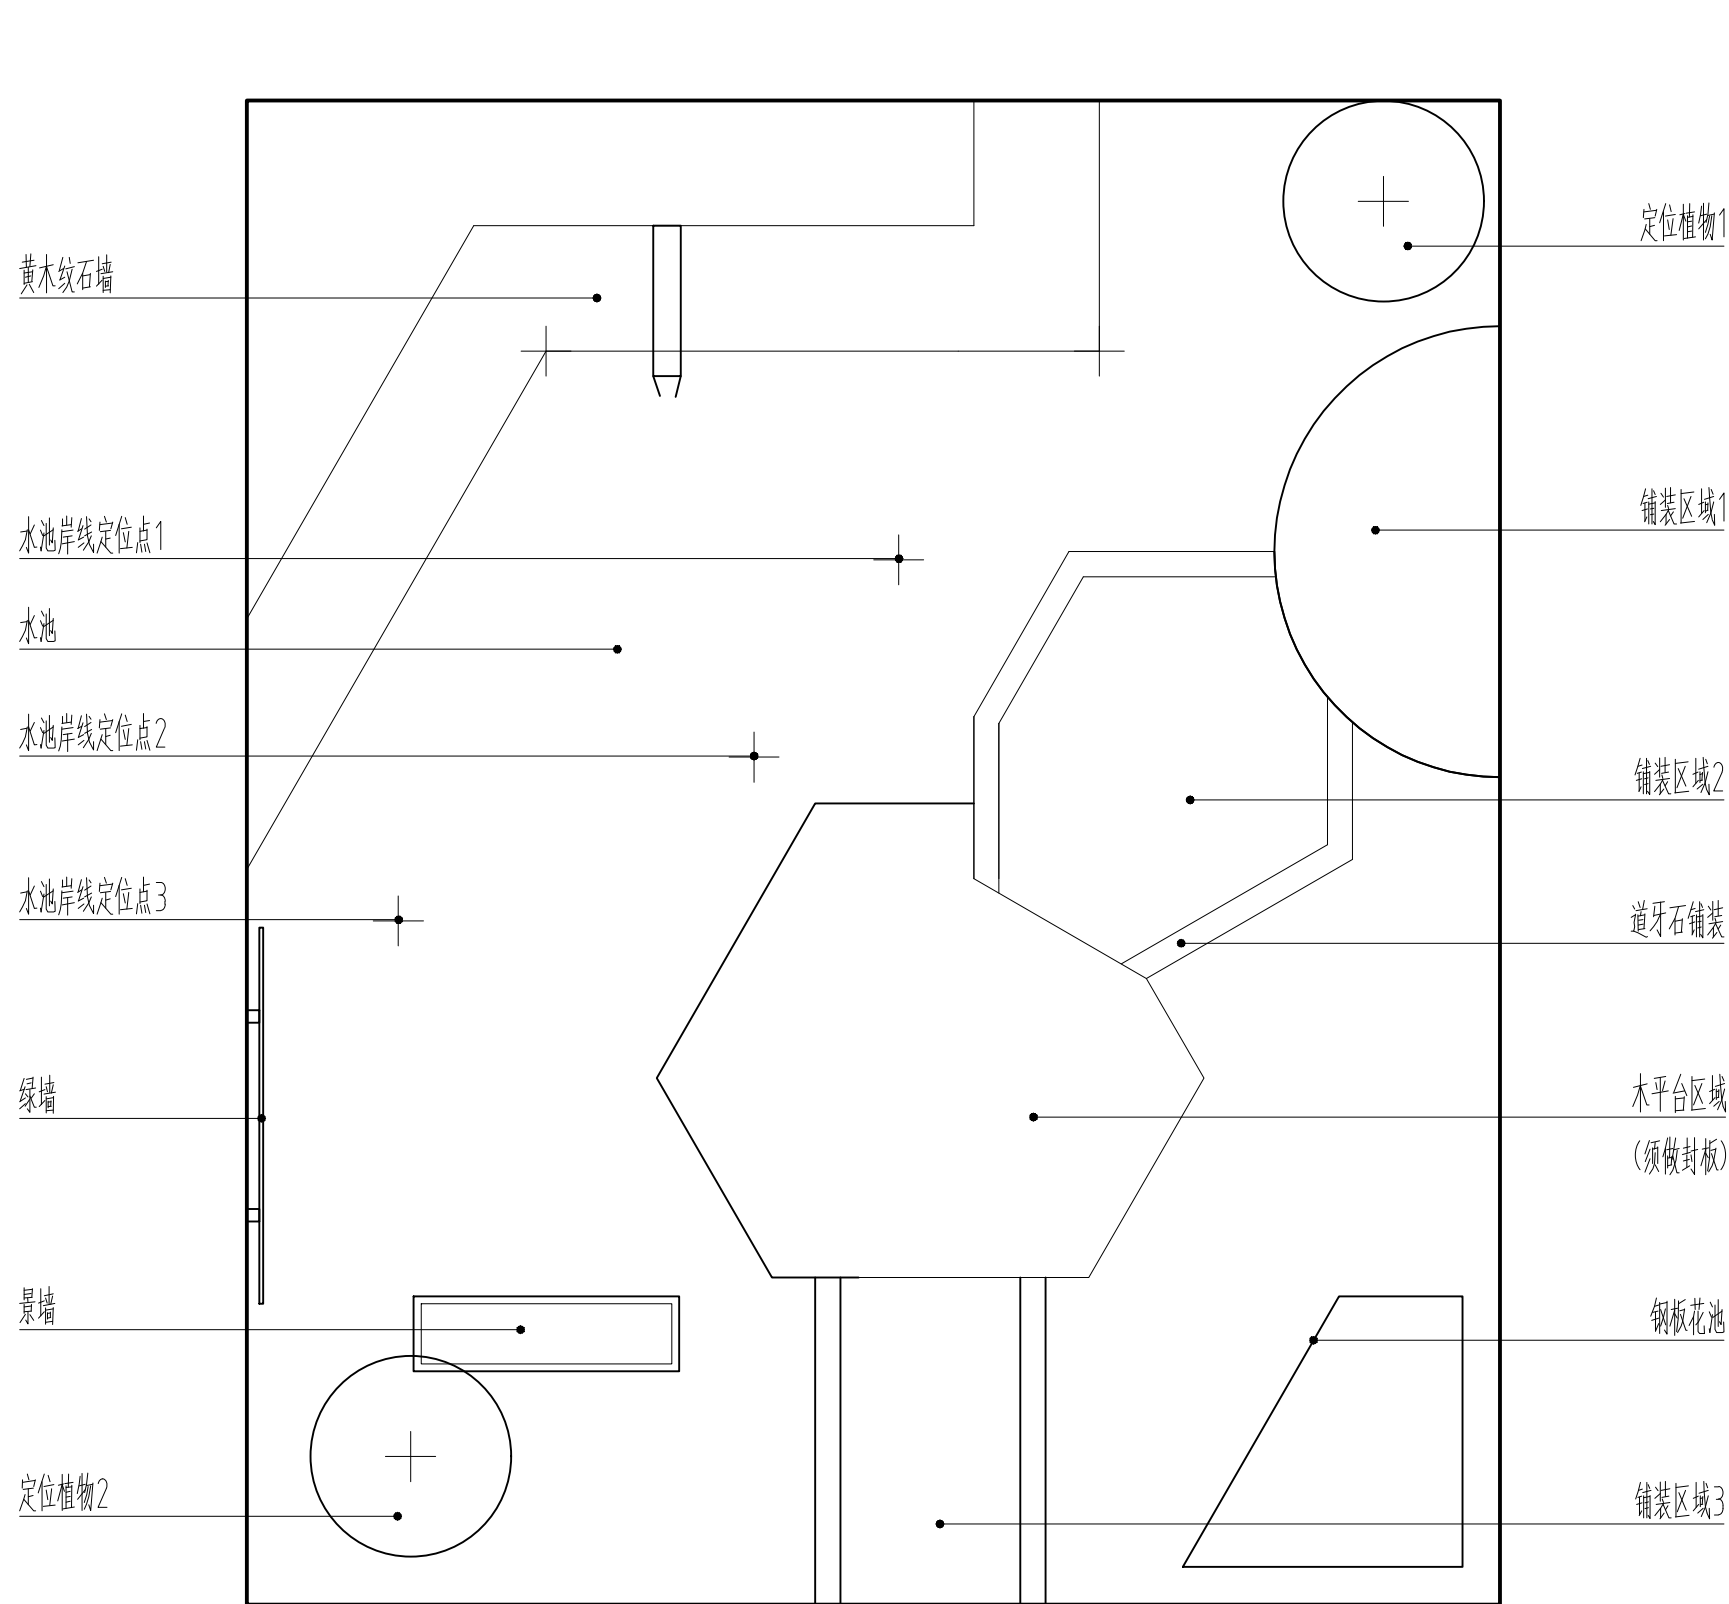 定位植物1
黄木纹石墙
铺装区域1
水池岸线定位点1
水池
水池岸线定位点2
铺装区域2
水池岸线定位点3
道牙石铺装
绿墙
木平台区域
(须做封板)
景墙
钢板花池
定位植物2
铺装区域3